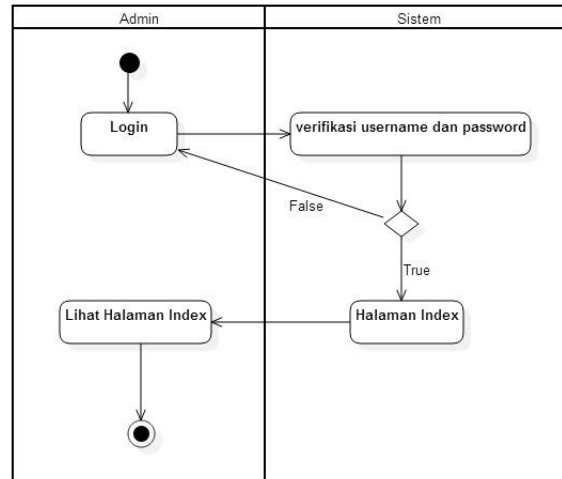 Admin
Sistem
Login
verifikasi username dan password
False
True
Lihat Halaman Index
Halaman Index